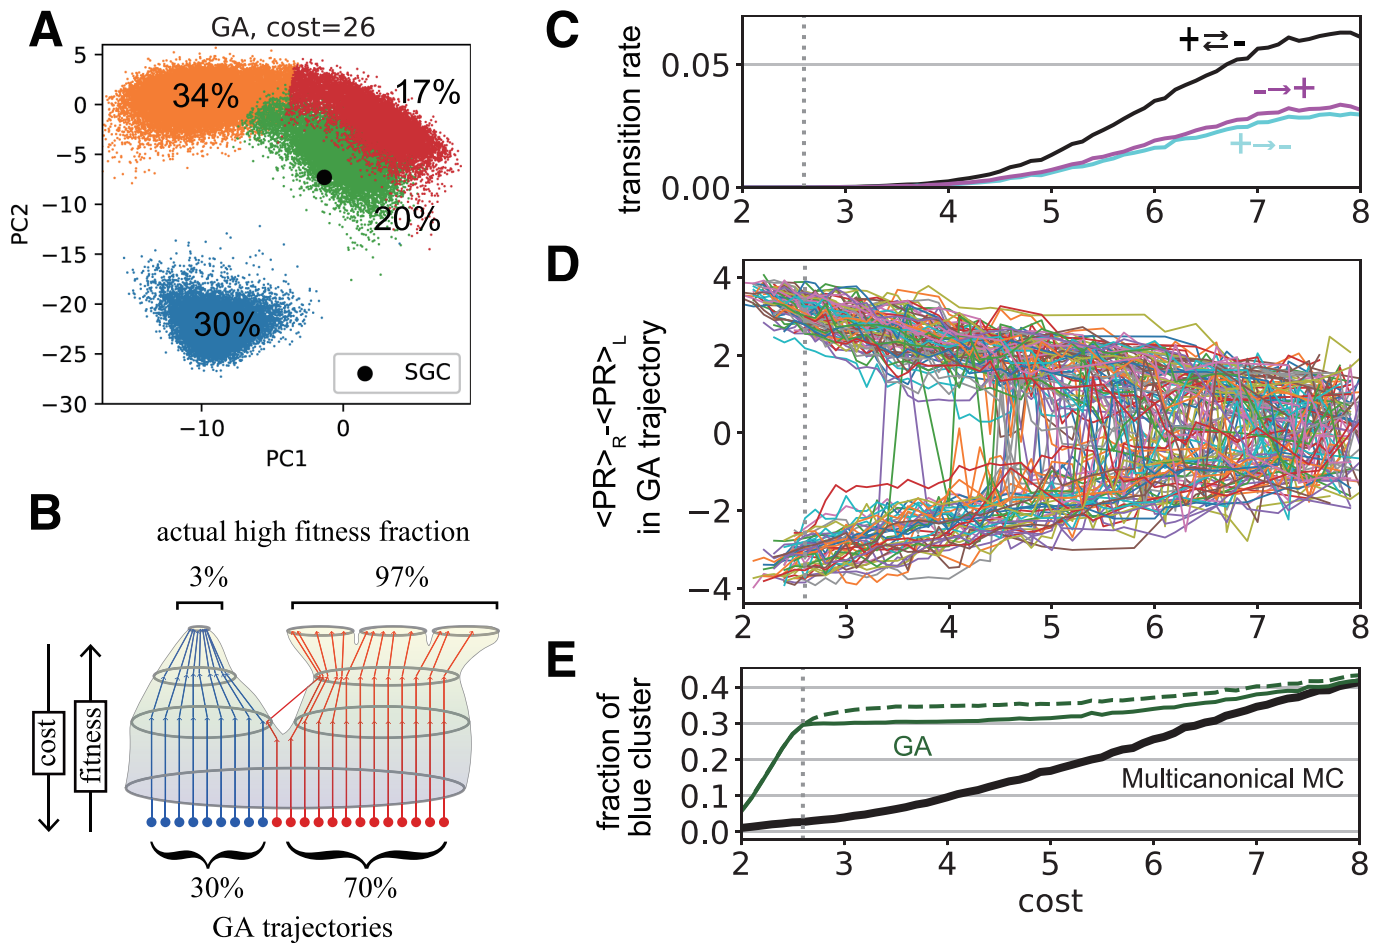 A
GA, cost=26
5
0
−5
−10
−15
−20
−25
−30
PC2
34%
17%
20%
30%
SGC
−10
0
PC1
B
actual high fitness fraction
3%
97%
cost
fitness
30%
70%
GA trajectories
C
transition rate
0.05
0.00
+⇄-
-→+
+→-
2
3
4
5
6
7
8
D
<PR>R-<PR>L
in GA trajectory
4
2
0
−2
−4
2
3
4
5
6
7
8
E
fraction of
blue cluster
0.4
0.3
0.2
0.1
0.0
GA
Multicanonical MC
2
3
4
5
6
7
8
cost